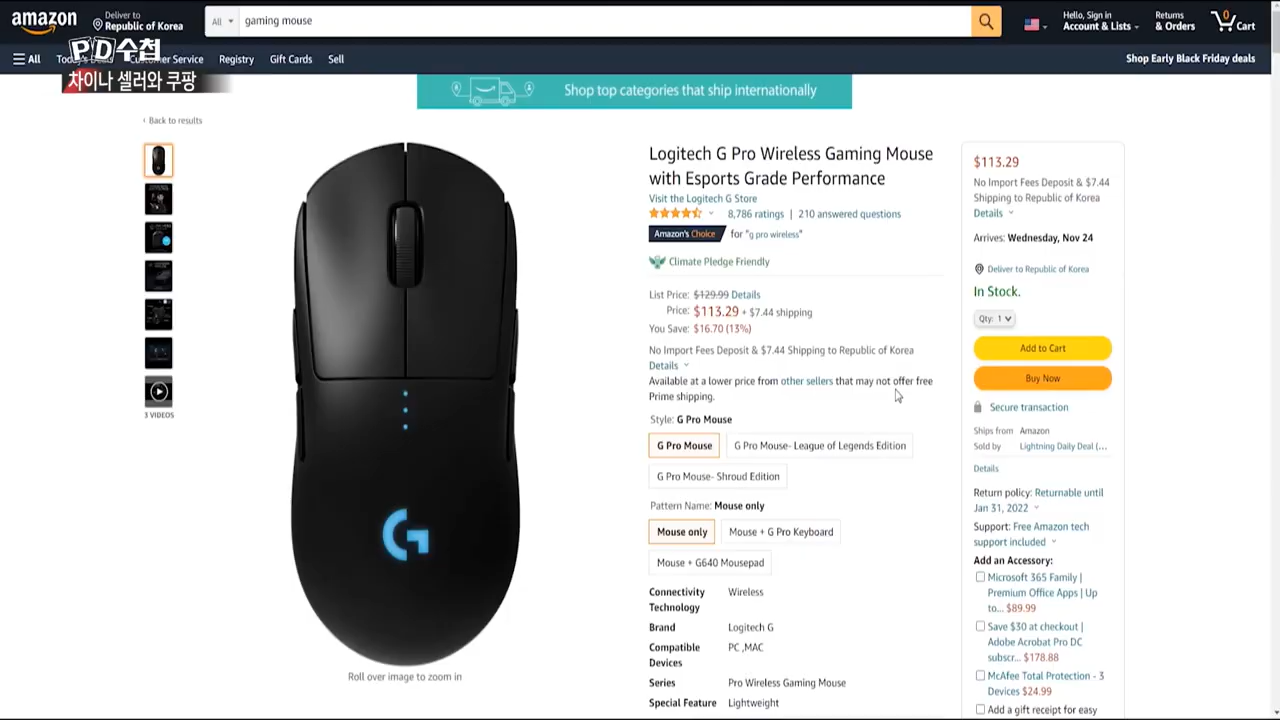 amazon
Deliver to
Republic of Korea
All
gaming mouse
Hello, Sign in
Account & Lists
Returns
& Orders
0
Cart
PD수첩
차이나 셀러와 쿠팡
All
Registry
Gift Cards
Sell
Shop Early Black Friday deals
Shop top categories that ship internationally
‹ Back to results
3 VIDEOS
G
Roll over image to zoom in
Logitech G Pro Wireless Gaming Mouse
with Esports Grade Performance
Visit the Logitech G Store
8,786 ratings | 210 answered questions
Amazon's Choice for "g pro wireless"
Climate Pledge Friendly
List Price: $129.99 Details
Price: $113.29 + $7.44 shipping
You Save: $16.70 (13%)
No Import Fees Deposit & $7.44 Shipping to Republic of Korea
Details
Available at a lower price from other sellers that may not offer free
Prime shipping.
Style: G Pro Mouse
G Pro Mouse
G Pro Mouse- League of Legends Edition
G Pro Mouse- Shroud Edition
Pattern Name: Mouse only
Mouse only
Mouse + G Pro Keyboard
Mouse + G640 Mousepad
Connectivity Technology
Wireless
Brand
Logitech G
Compatible Devices
PC ,MAC
Series
Pro Wireless Gaming Mouse
Special Feature
Lightweight
$113.29
No Import Fees Deposit & $7.44
Shipping to Republic of Korea
Details
Arrives: Wednesday, Nov 24
Deliver to Republic of Korea
In Stock.
Qty: 1
Add to Cart
Buy Now
Secure transaction
Ships from Amazon
Sold by Lightning Daily Deal (...
Details
Return policy: Returnable until
Jan 31, 2022
Support: Free Amazon tech
support included
Add an Accessory:
Microsoft 365 Family |
Premium Office Apps | Up
to... $89.99
Save $30 at checkout |
Adobe Acrobat Pro DC
subscr... $178.88
McAfee Total Protection - 3
Devices $24.99
Add a gift receipt for easy